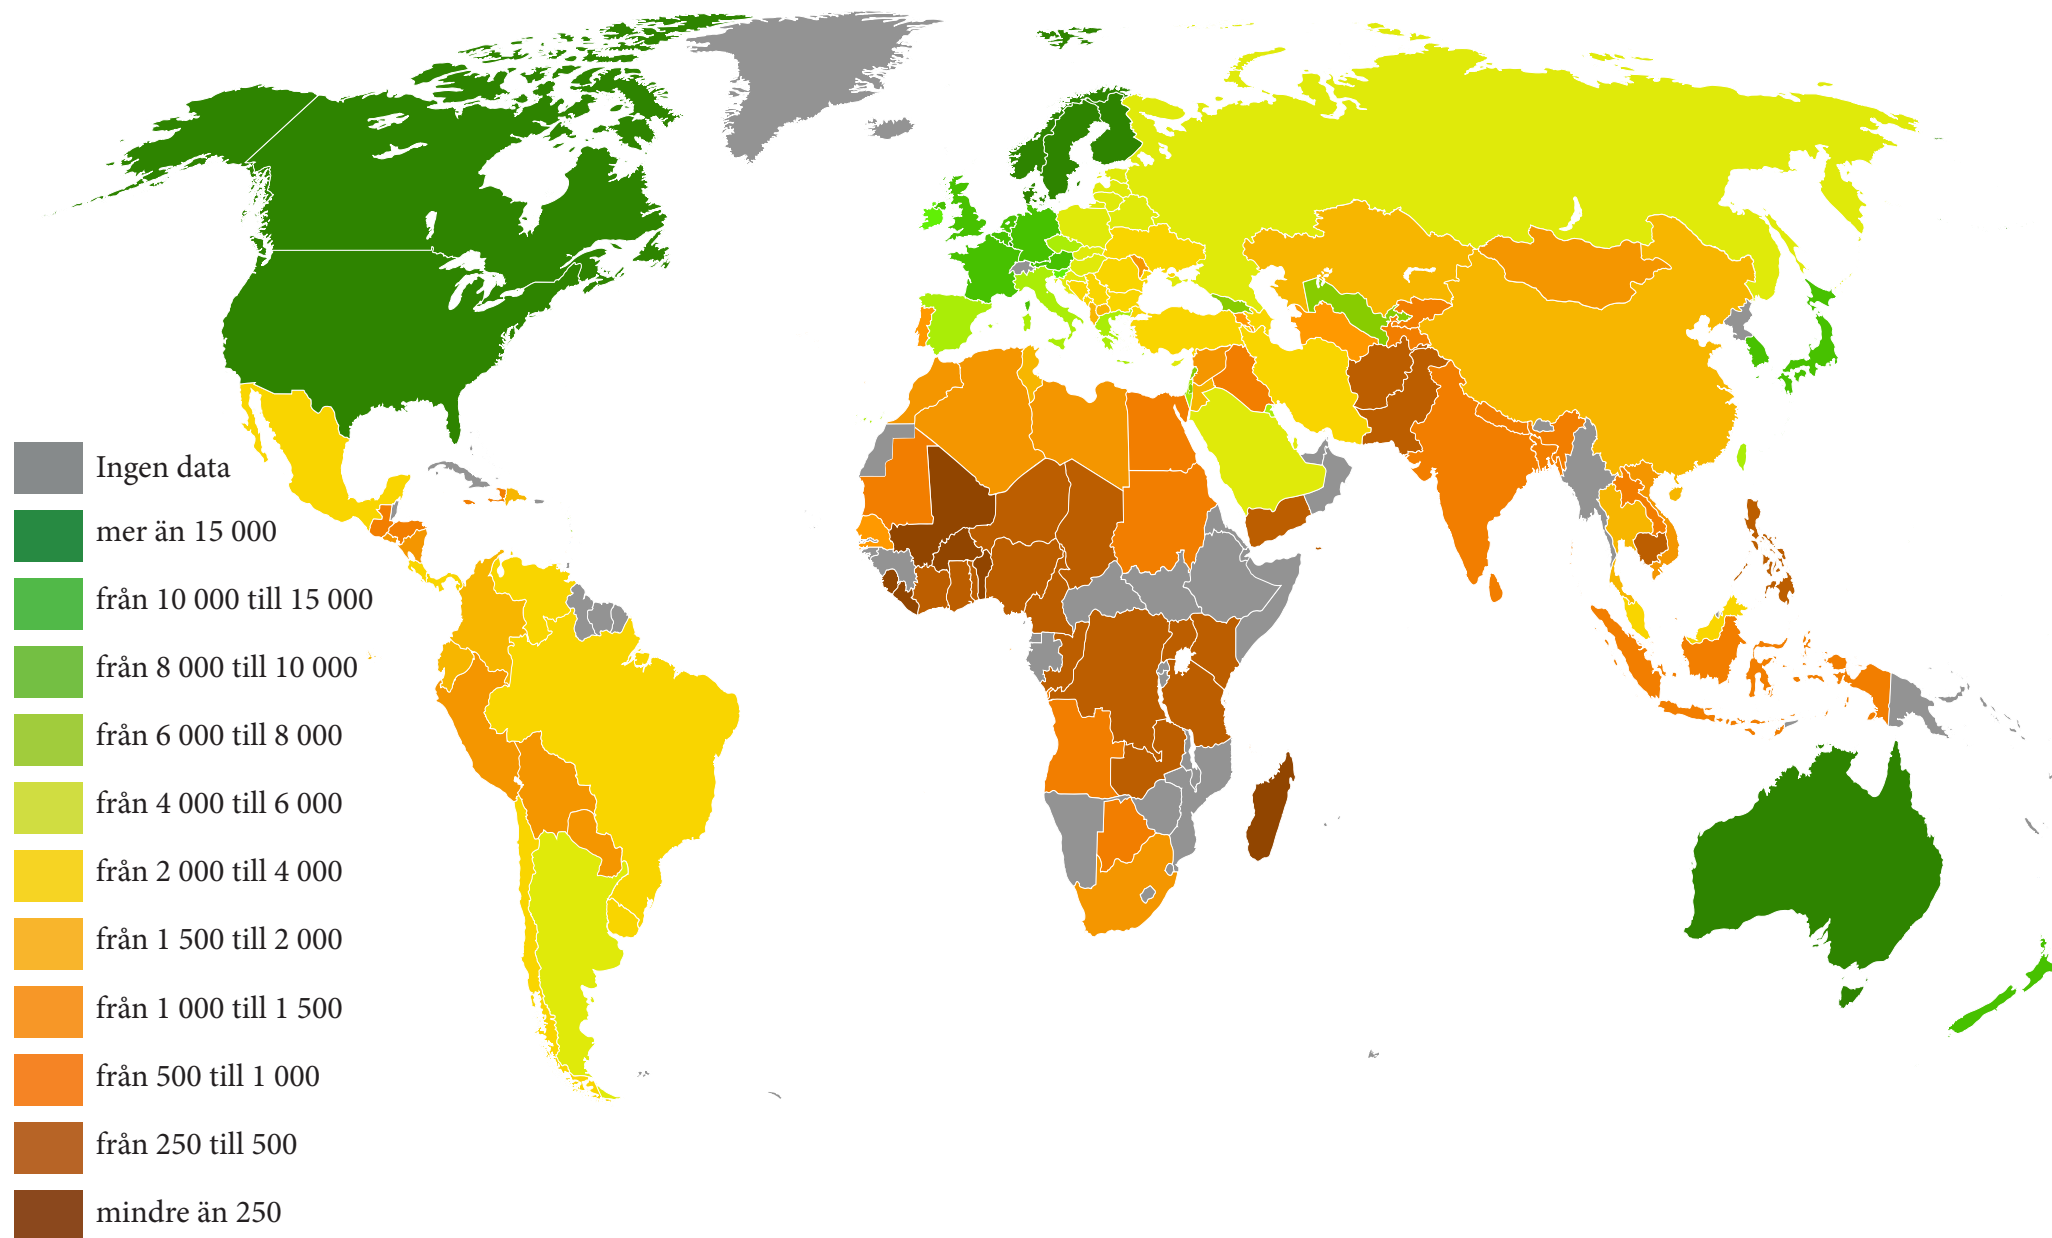 Ingen data
mer än 15 000
från 10 000 till 15 000
från 8 000 till 10 000
från 6 000 till 8 000
från 4 000 till 6 000
från 2 000 till 4 000
från 1 500 till 2 000
från 1 000 till 1 500
från 500 till 1 000
från 250 till 500
mindre än 250